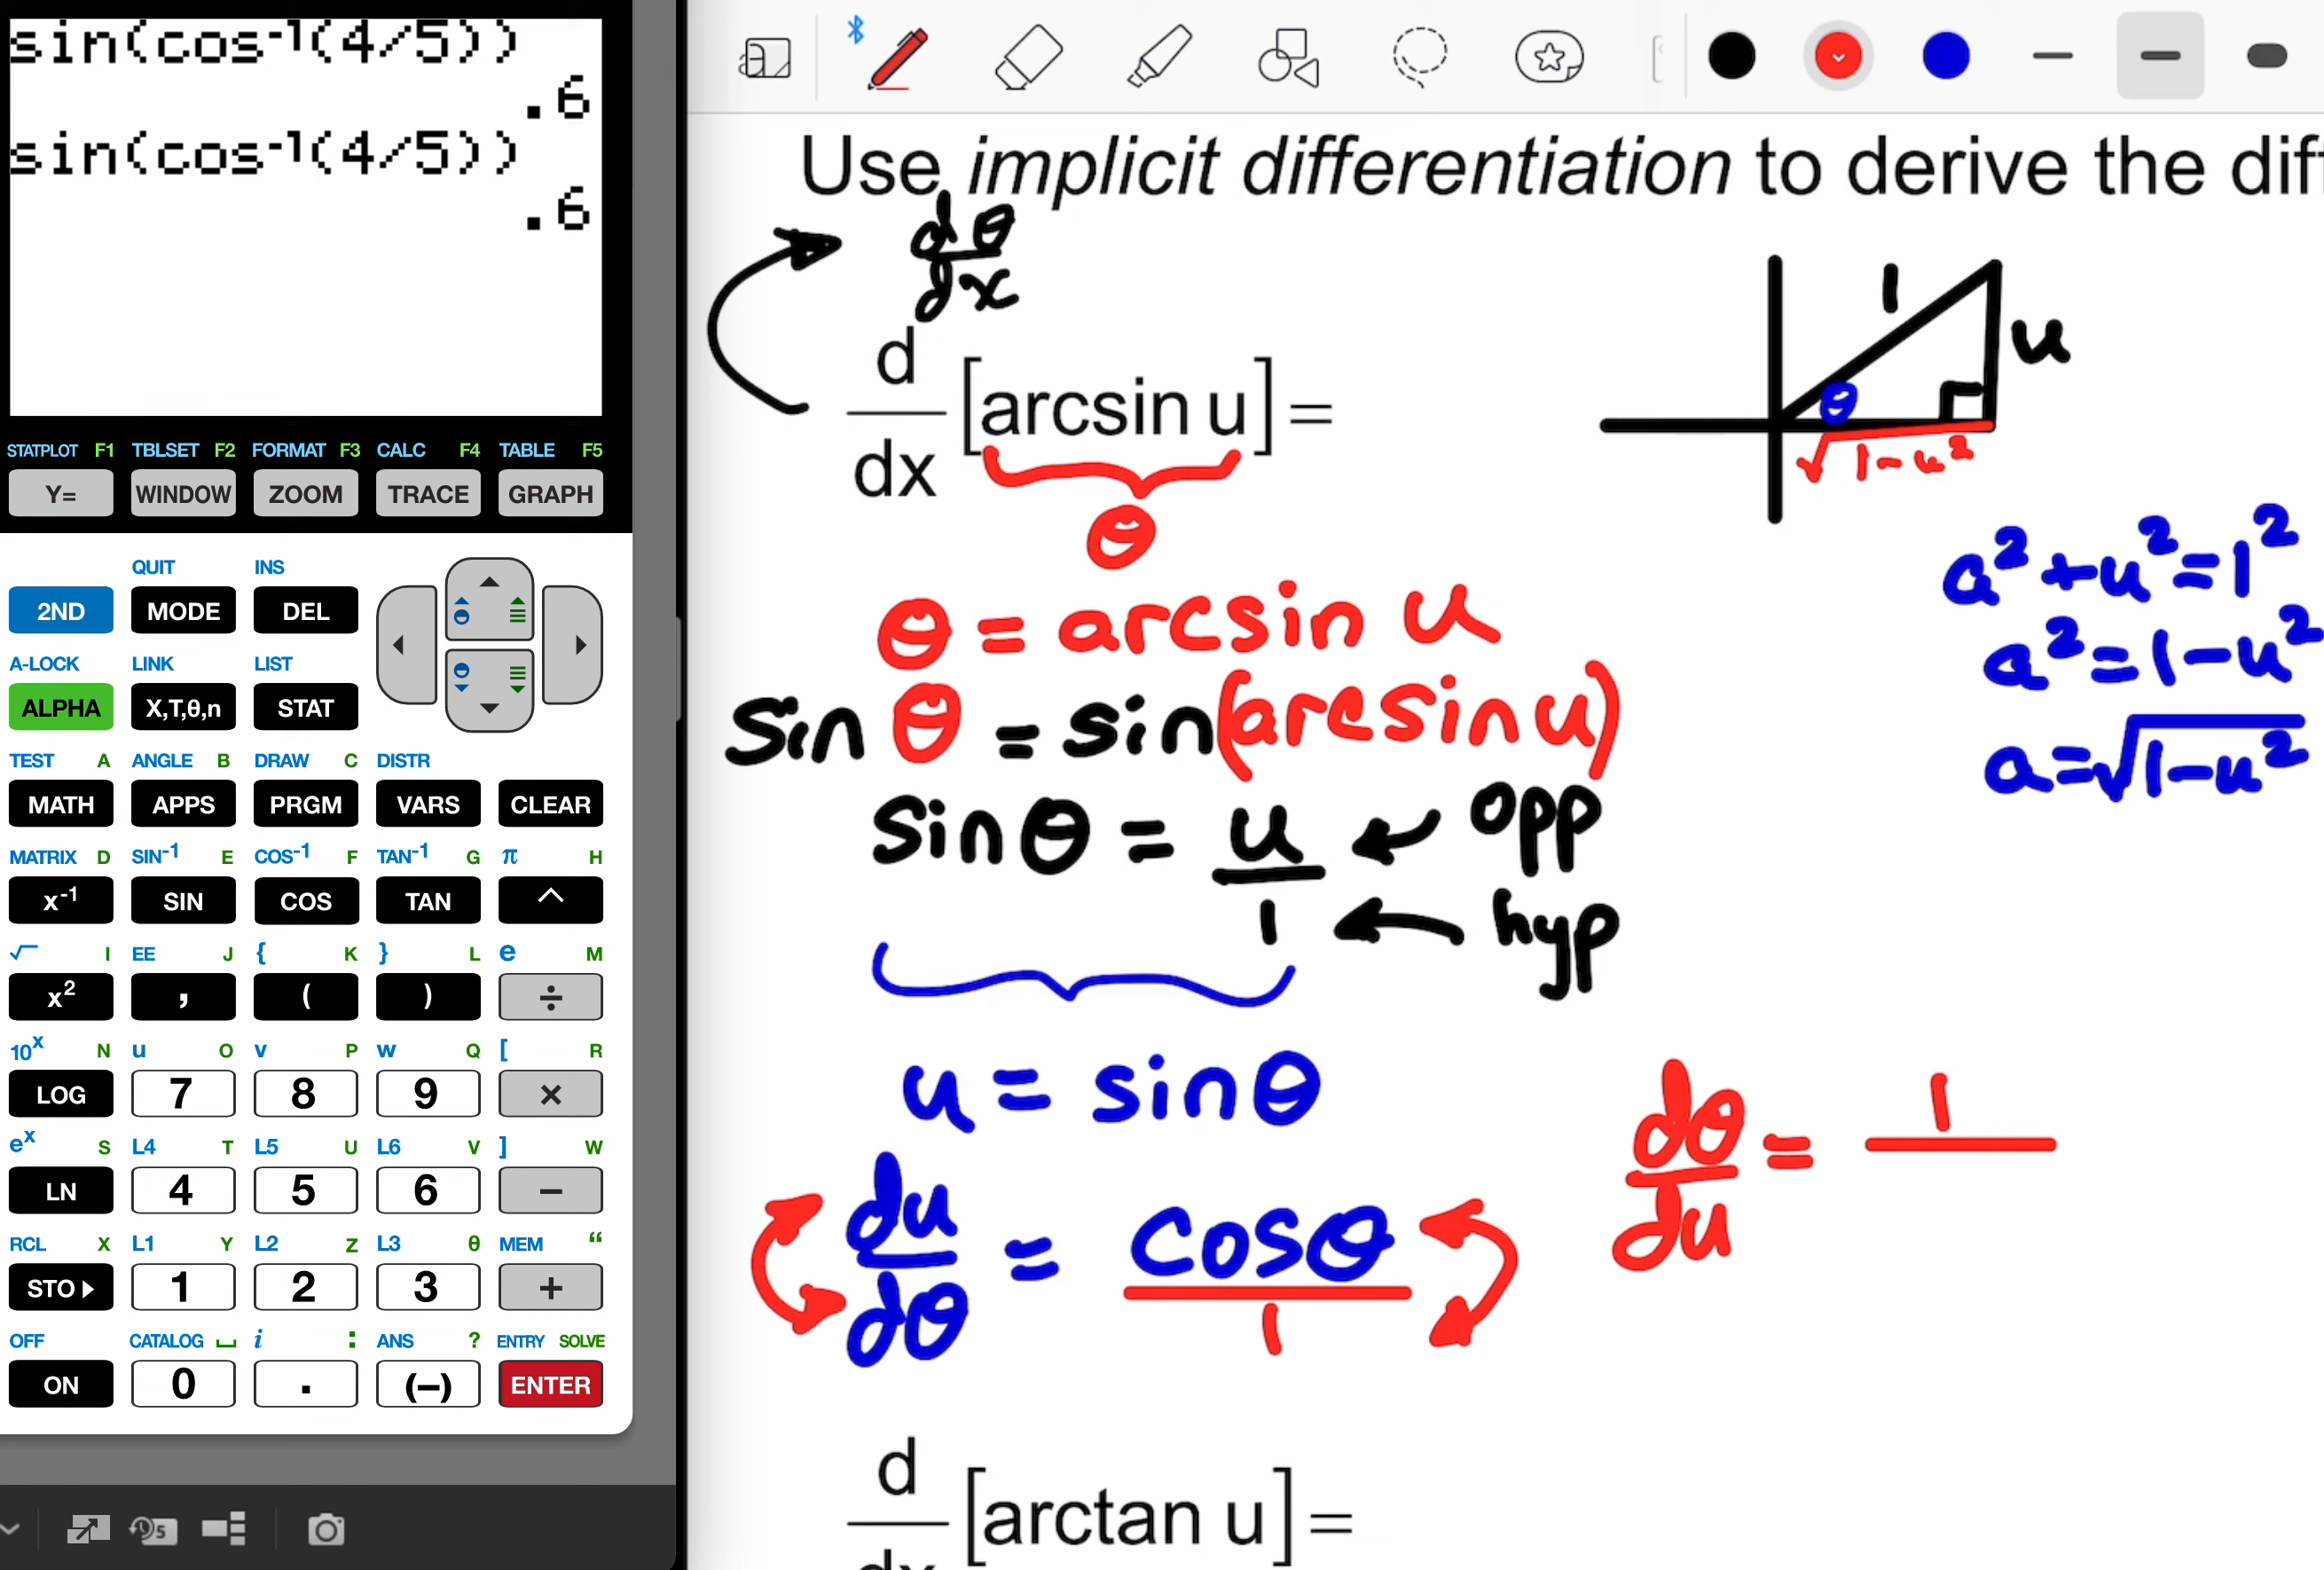 sin(cos⁻¹(4/5))
.6
sin(cos⁻¹(4/5))
.6
STATPLOT F1 TBLSET F2 FORMAT F3 CALC F4 TABLE F5
Y= WINDOW ZOOM TRACE GRAPH
QUIT INS
2ND MODE DEL
A-LOCK LINK LIST
ALPHA X,T,θ,n STAT
TEST A ANGLE B DRAW C DISTR
MATH APPS PRGM VARS CLEAR
MATRIX D SIN⁻¹ E COS⁻¹ F TAN⁻¹ G π H
x⁻¹ SIN COS TAN ^
√ I EE J { K } L e M
x² , ( ) ÷
10ˣ N u O v P w Q [ R
LOG 7 8 9 ×
eˣ S L4 T L5 U L6 V ] W
LN 4 5 6 −
RCL X L1 Y L2 Z L3 θ MEM “
STO▶ 1 2 3 +
OFF CATALOG ⎵ i : ANS ? ENTRY SOLVE
ON 0 . (−) ENTER
5
a
Use implicit differentiation to derive the dif
dθ/dx
d/dx [arcsin u] =
θ
1
u
θ
√1-u²
a²+u²=1²
a²=1-u²
a=√1-u²
θ = arcsin u
sin θ = sin(arcsin u)
sin θ = u/1
opp
hyp
u = sin θ
du/dθ = cos θ/1
dθ/du = 1
d/dx [arctan u] =